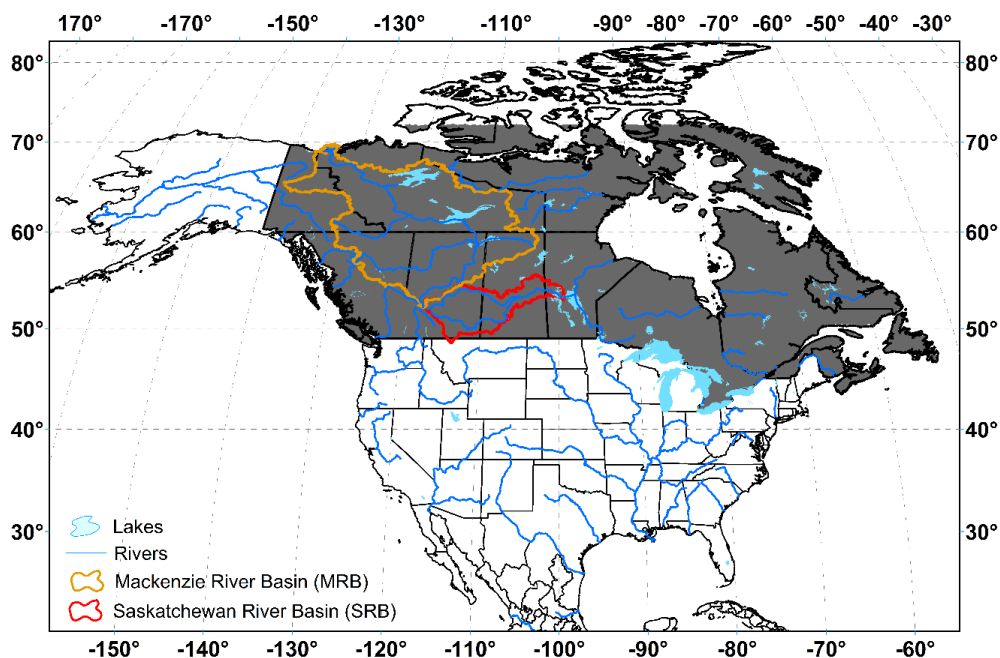 170° -150° -130° -120° -110° -90° -80° -70° -60° -50° -40° -30°
80° 80°
70° 70°
60° 60°
50° 50°
40° 40°
30° 30°
Lakes
Rivers
Mackenzie River Basin (MRB)
Saskatchewan River Basin (SRB)
-150° -140° -130° -120° -110° -100° -90° -80° -70° -60°